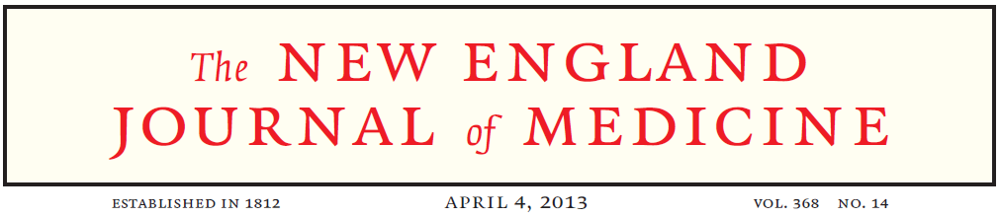 The NEW ENGLAND
JOURNAL of MEDICINE
ESTABLISHED IN 1812 APRIL 4, 2013 VOL. 368 NO. 14